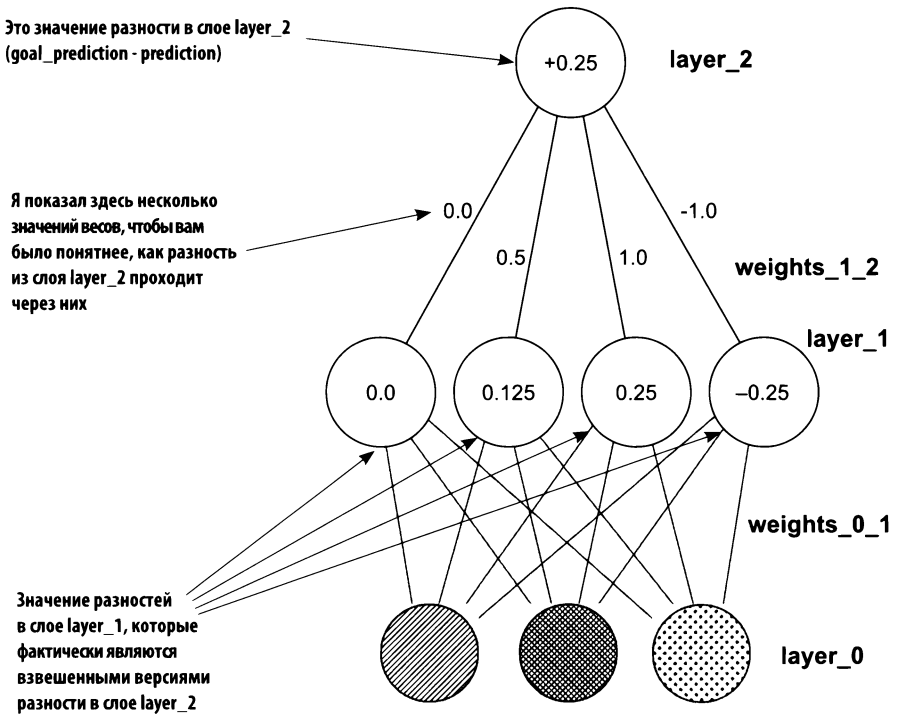 Это значение разности в слое layer_2
(goal_prediction - prediction)
+0.25
layer_2
Я показал здесь несколько
значений весов, чтобы вам
было понятнее, как разность
из слоя layer_2 проходит
через них
0.0
0.5
1.0
-1.0
weights_1_2
layer_1
0.0
0.125
0.25
–0.25
weights_0_1
Значение разностей
в слое layer_1, которые
фактически являются
взвешенными версиями
разности в слое layer_2
layer_0